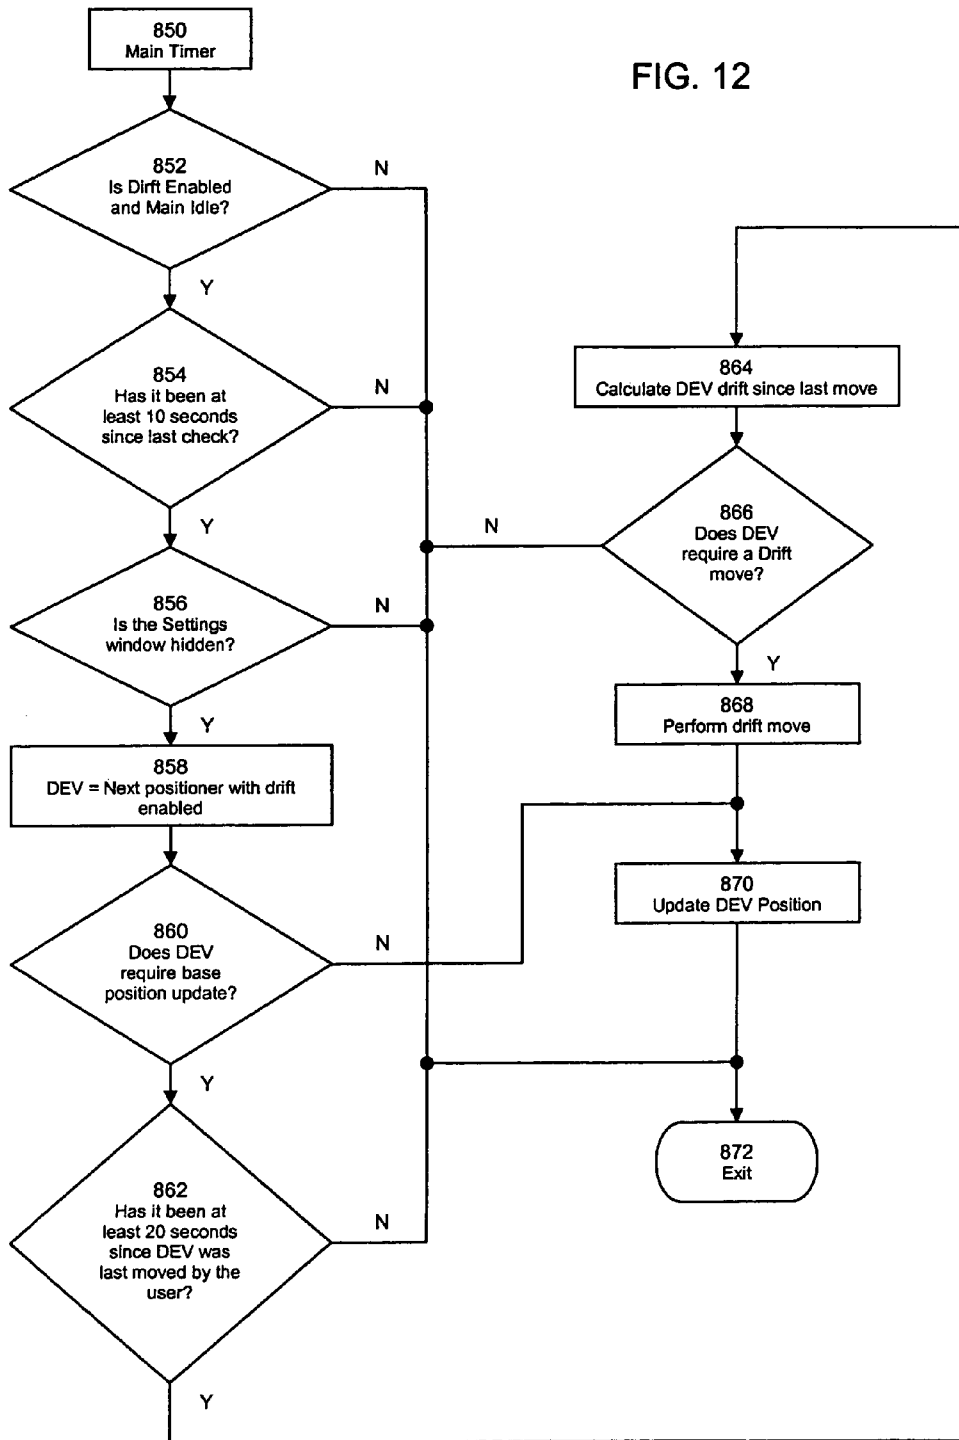 FIG. 12
850
Main Timer
852
Is Dirft Enabled
and Main Idle?
N
Y
854
Has it been at
least 10 seconds
since last check?
N
Y
856
Is the Settings
window hidden?
N
Y
858
DEV = Next positioner with drift
enabled
860
Does DEV
require base
position update?
N
Y
862
Has it been at
least 20 seconds
since DEV was
last moved by the
user?
N
Y
864
Calculate DEV drift since last move
866
Does DEV
require a Drift
move?
N
Y
868
Perform drift move
870
Update DEV Position
872
Exit